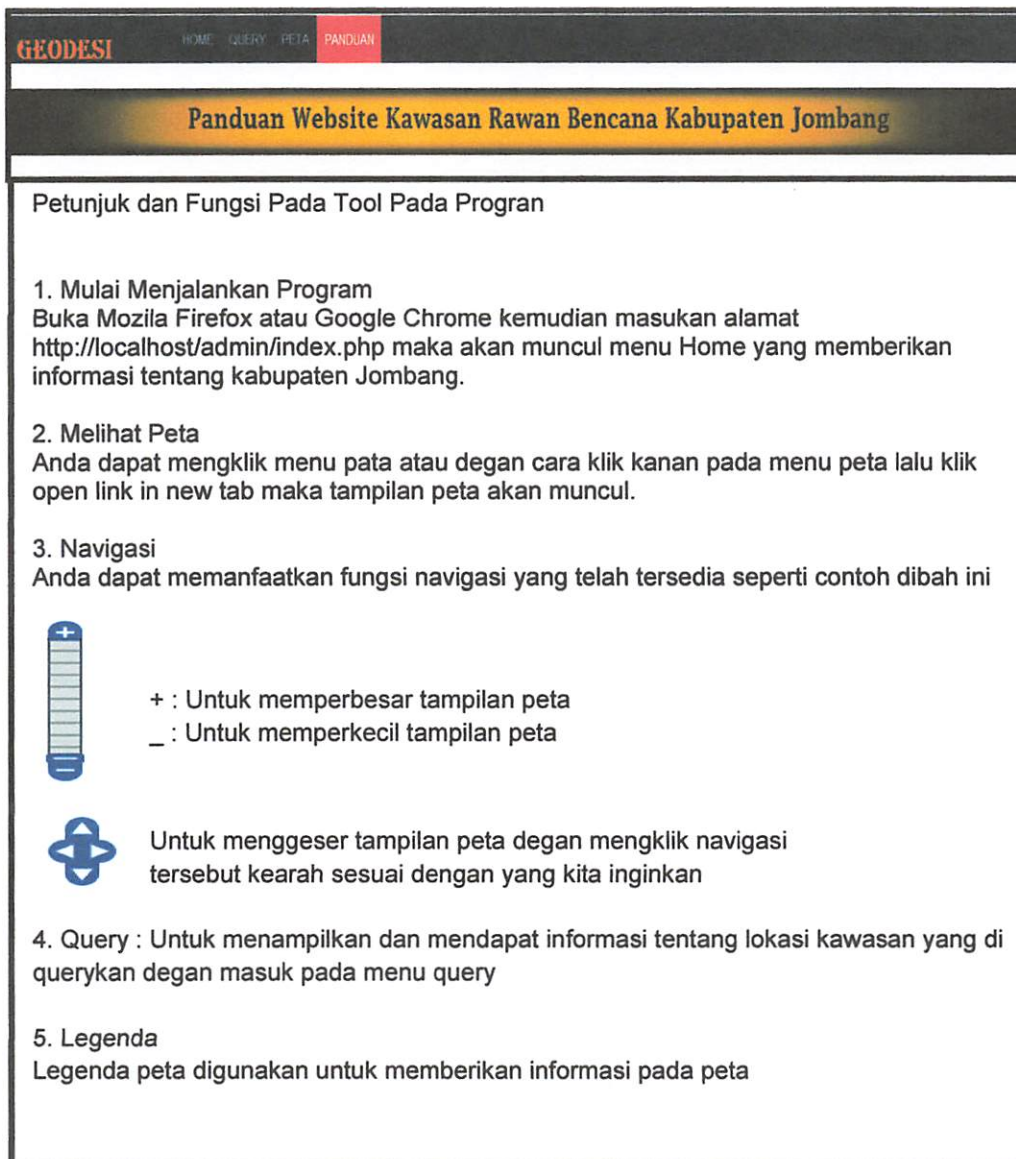 GEODESI HOME QUERY PETA PANDUAN
Panduan Website Kawasan Rawan Bencana Kabupaten Jombang
Petunjuk dan Fungsi Pada Tool Pada Progran
1. Mulai Menjalankan Program
Buka Mozila Firefox atau Google Chrome kemudian masukan alamat
http://localhost/admin/index.php maka akan muncul menu Home yang memberikan
informasi tentang kabupaten Jombang.
2. Melihat Peta
Anda dapat mengklik menu pata atau degan cara klik kanan pada menu peta lalu klik
open link in new tab maka tampilan peta akan muncul.
3. Navigasi
Anda dapat memanfaatkan fungsi navigasi yang telah tersedia seperti contoh dibah ini
+ : Untuk memperbesar tampilan peta
_ : Untuk memperkecil tampilan peta
Untuk menggeser tampilan peta degan mengklik navigasi
tersebut kearah sesuai dengan yang kita inginkan
4. Query : Untuk menampilkan dan mendapat informasi tentang lokasi kawasan yang di
querykan degan masuk pada menu query
5. Legenda
Legenda peta digunakan untuk memberikan informasi pada peta